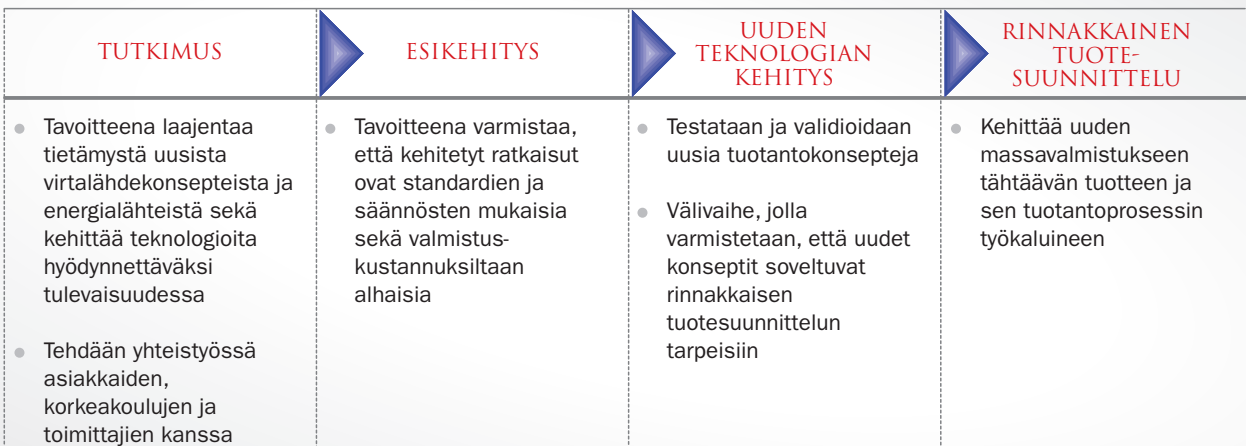 TUTKIMUS
● Tavoitteena laajentaa
tietämystä uusista
virtalähdekonsepteista ja
energialähteistä sekä
kehittää teknologioita
hyödynnettäväksi
tulevaisuudessa
● Tehdään yhteistyössä
asiakkaiden,
korkeakoulujen ja
toimittajien kanssa
ESIKEHITYS
● Tavoitteena varmistaa,
että kehitetyt ratkaisut
ovat standardien ja
säännösten mukaisia
sekä valmistus-
kustannuksiltaan
alhaisia
UUDEN
TEKNOLOGIAN
KEHITYS
● Testataan ja validioidaan
uusia tuotantokonsepteja
● Välivaihe, jolla
varmistetaan, että uudet
konseptit soveltuvat
rinnakkaisen
tuotesuunnittelun
tarpeisiin
RINNAKKAINEN
TUOTE-
SUUNNITTELU
● Kehittää uuden
massavalmistukseen
tähtäävän tuotteen ja
sen tuotantoprosessin
työkaluineen